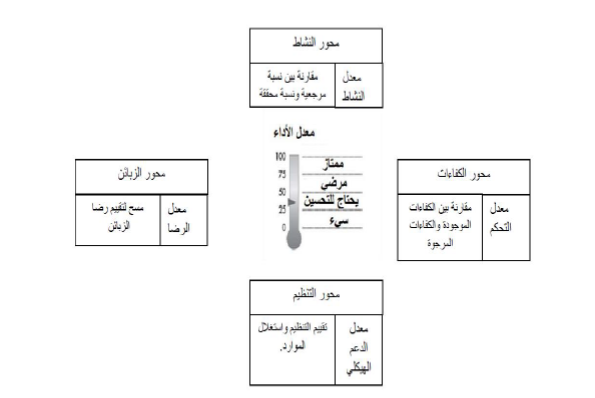 محور النشاط
معدل
النشاط
مقارنة بين نسبة
مرجعية ونسبة محققة
معدل الأداء
100
75
50
25
0
ممتاز
مرضي
يحتاج للتحسين
سيء
محور الكفاءات
معدل
التحكم
مقارنة بين الكفاءات
الموجودة والكفاءات
المرجوة
محور الزبائن
معدل
الرضا
مسح لتقييم رضا
الزبائن
محور التنظيم
معدل
الدعم
الهيكلي
تقييم التنظيم واستغلال
الموارد.